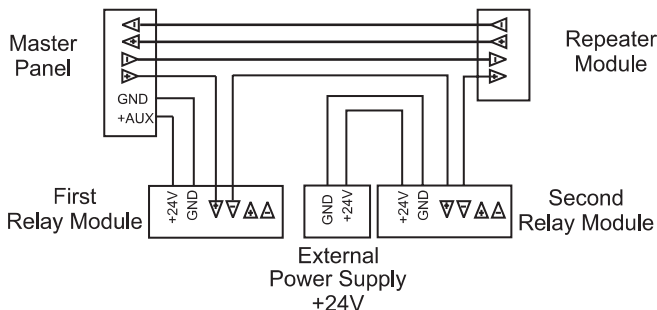 Master
Panel
Repeater
Module
GND
+AUX
First
Relay Module
+24V
GND
GND
+24V
+24V
GND
Second
Relay Module
External
Power Supply
+24V